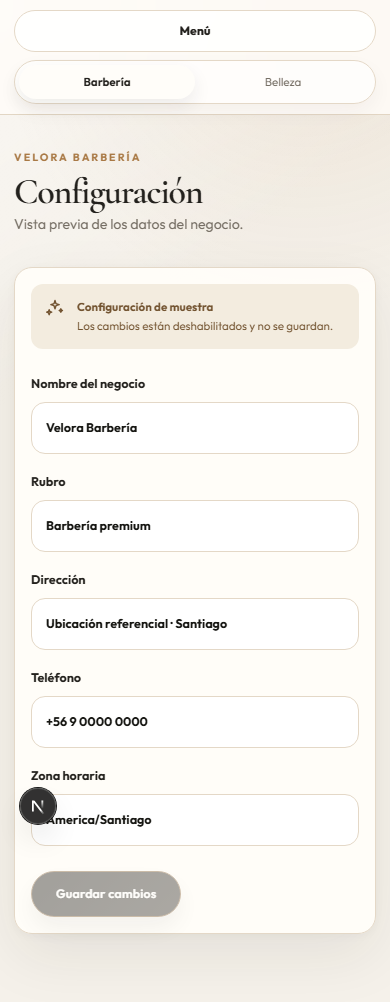 Menú
Barbería
Belleza
VELORA BARBERÍA
Configuración
Vista previa de los datos del negocio.
Configuración de muestra
Los cambios están deshabilitados y no se guardan.
Nombre del negocio
Velora Barbería
Rubro
Barbería premium
Dirección
Ubicación referencial · Santiago
Teléfono
+56 9 0000 0000
Zona horaria
N
America/Santiago
Guardar cambios